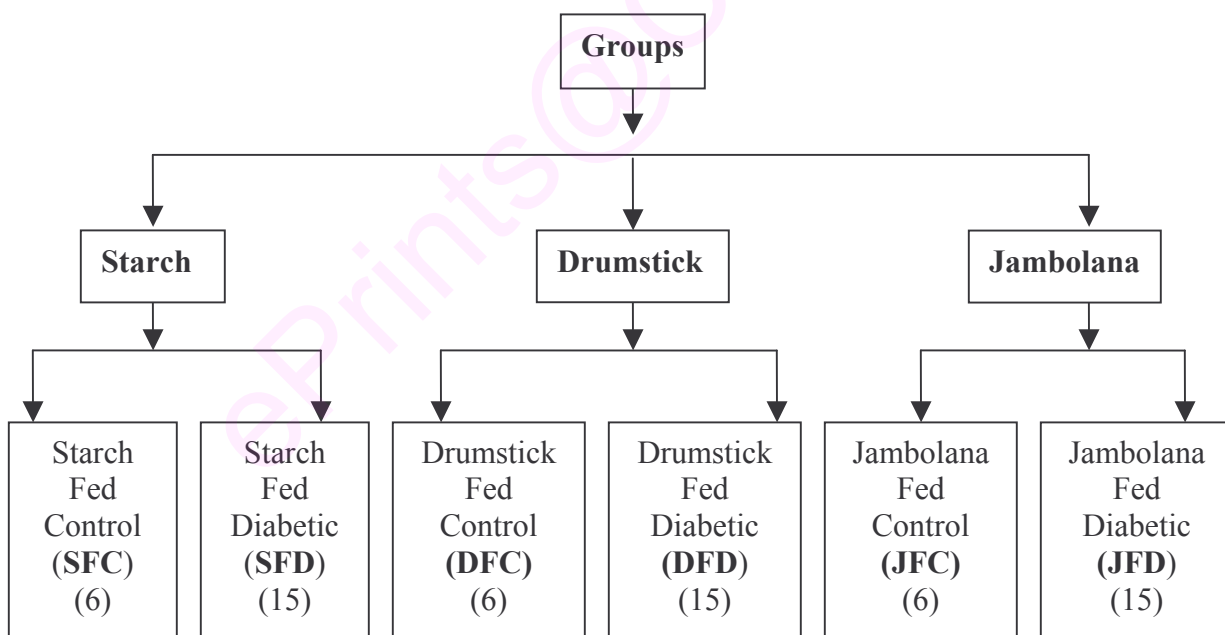 Groups
Starch
Drumstick
Jambolana
Starch
Fed
Control
(SFC)
(6)
Starch
Fed
Diabetic
(SFD)
(15)
Drumstick
Fed
Control
(DFC)
(6)
Drumstick
Fed
Diabetic
(DFD)
(15)
Jambolana
Fed
Control
(JFC)
(6)
Jambolana
Fed
Diabetic
(JFD)
(15)
ePrints@